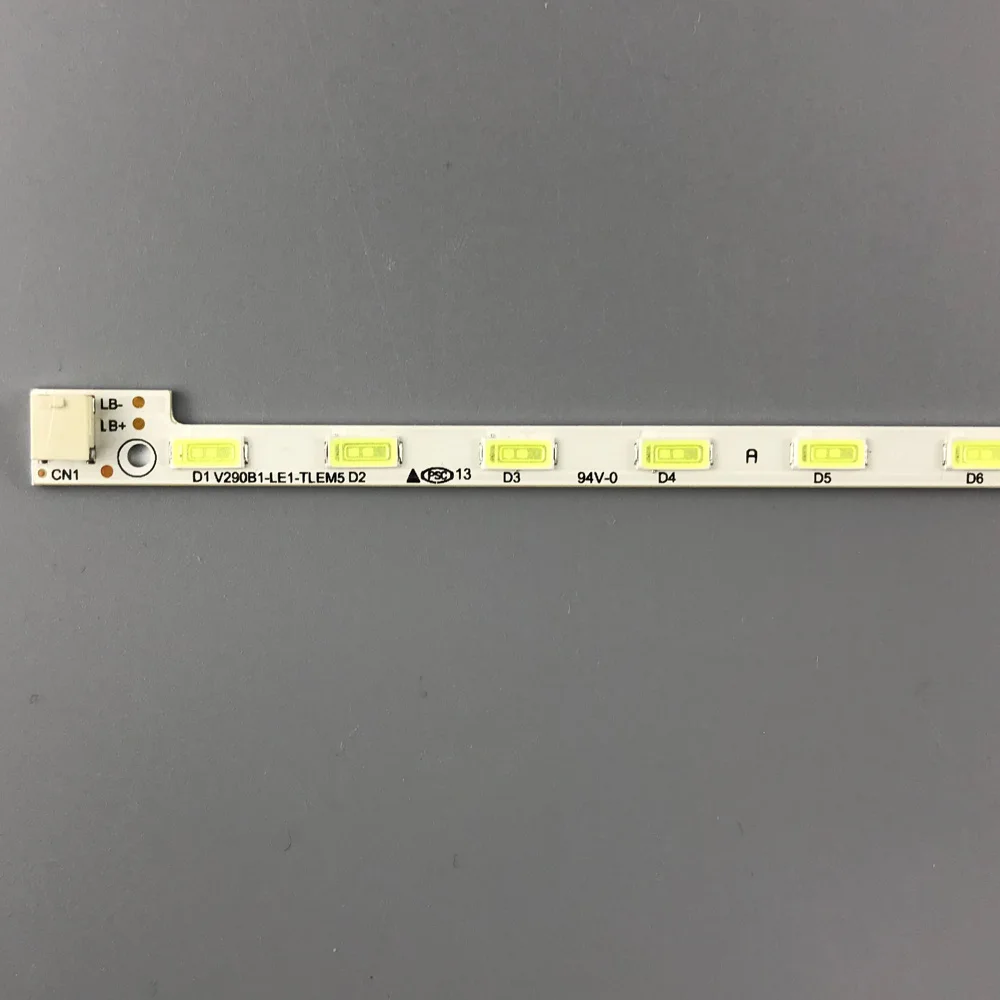 LB-
LB+
CN1
D1 V290B1-LE1-TLEM5 D2 PSC 13 D3 94V-0 D4 A D5 D6